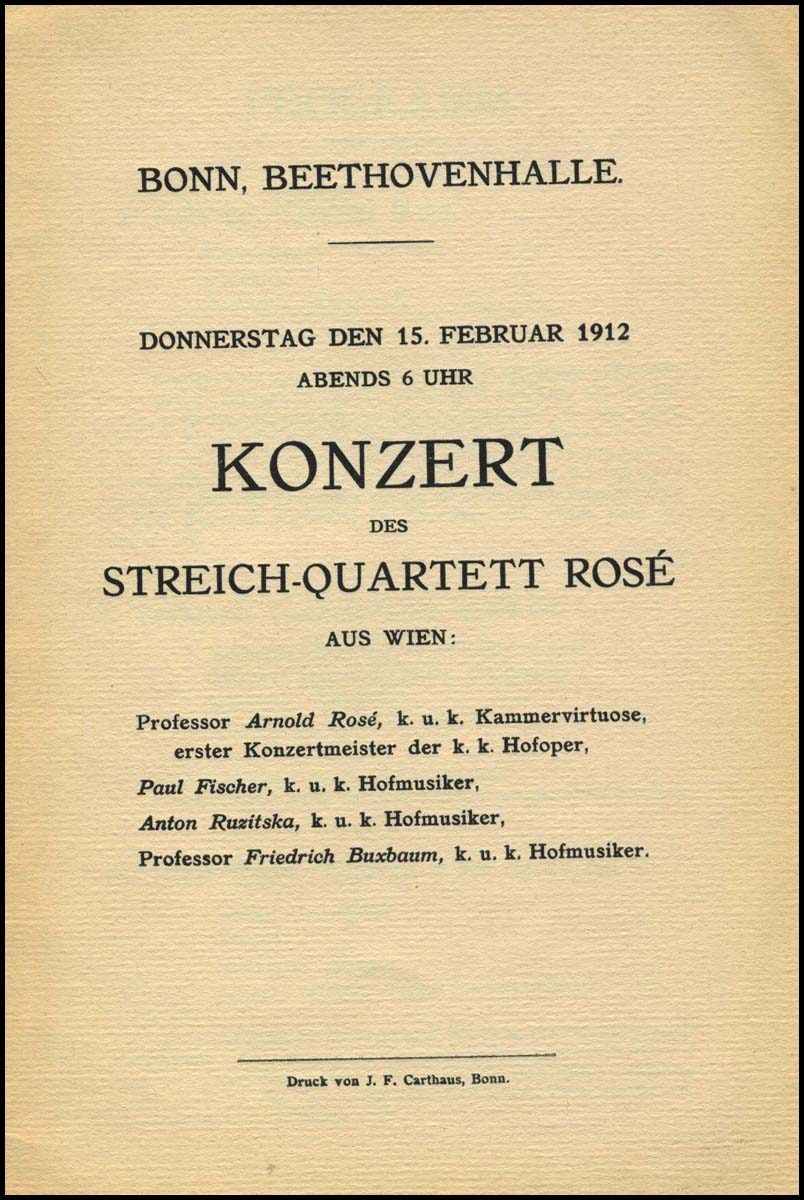 BONN, BEETHOVENHALLE.
DONNERSTAG DEN 15. FEBRUAR 1912
ABENDS 6 UHR
KONZERT
DES
STREICH-QUARTETT ROSÉ
AUS WIEN:
Professor Arnold Rosé, k. u. k. Kammervirtuose,
erster Konzertmeister der k. k. Hofoper,
Paul Fischer, k. u. k. Hofmusiker,
Anton Ruzitska, k. u. k. Hofmusiker,
Professor Friedrich Buxbaum, k. u. k. Hofmusiker.
Druck von J. F. Carthaus, Bonn.